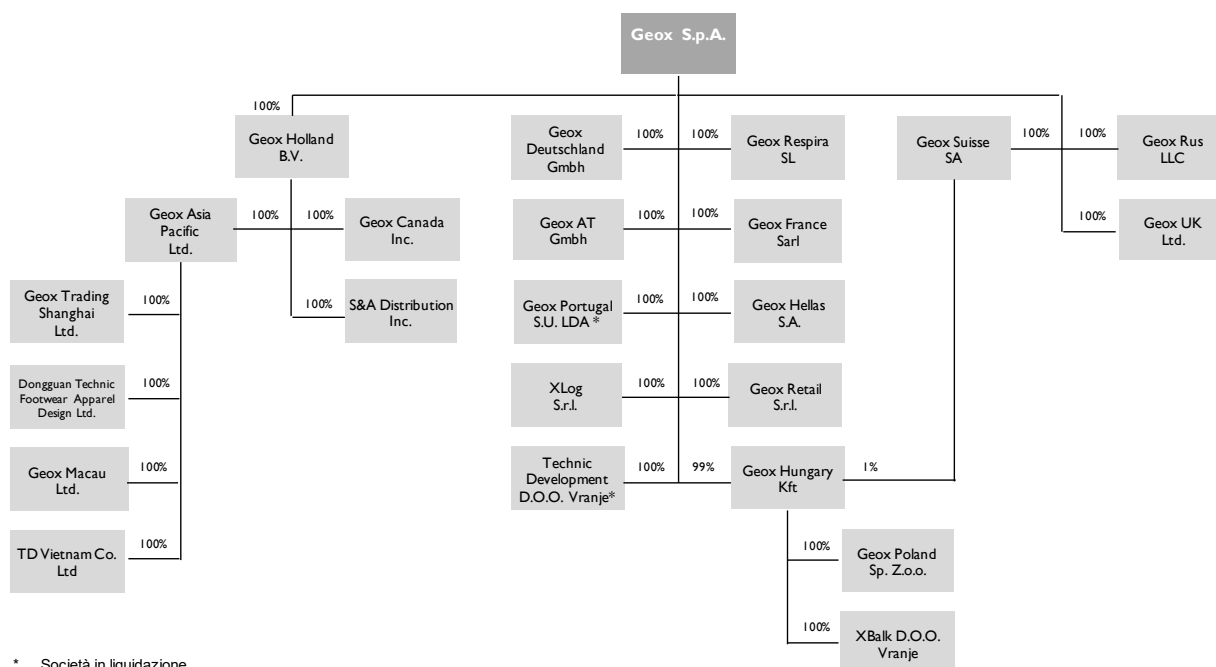 Geox S.p.A.
100%
Geox Holland
B.V.
Geox
Deutschland
Gmbh
100%
100%
Geox Respira
SL
Geox Suisse
SA
100%
100%
Geox Rus
LLC
Geox Asia
Pacific
Ltd.
100%
100%
Geox Canada
Inc.
Geox AT
Gmbh
100%
100%
Geox France
Sarl
100%
Geox UK
Ltd.
Geox Trading
Shanghai
Ltd.
100%
100%
S&A Distribution
Inc.
Geox Portugal
S.U. LDA *
100%
100%
Geox Hellas
S.A.
Dongguan Technic
Footwear Apparel
Design Ltd.
100%
XLog
S.r.l.
100%
100%
Geox Retail
S.r.l.
Geox Macau
Ltd.
100%
Technic
Development
D.O.O. Vranje*
100%
99%
Geox Hungary
Kft
1%
TD Vietnam Co.
Ltd
100%
100%
Geox Poland
Sp. Z.o.o.
100%
XBalk D.O.O.
Vranje
* Società in liquidazione